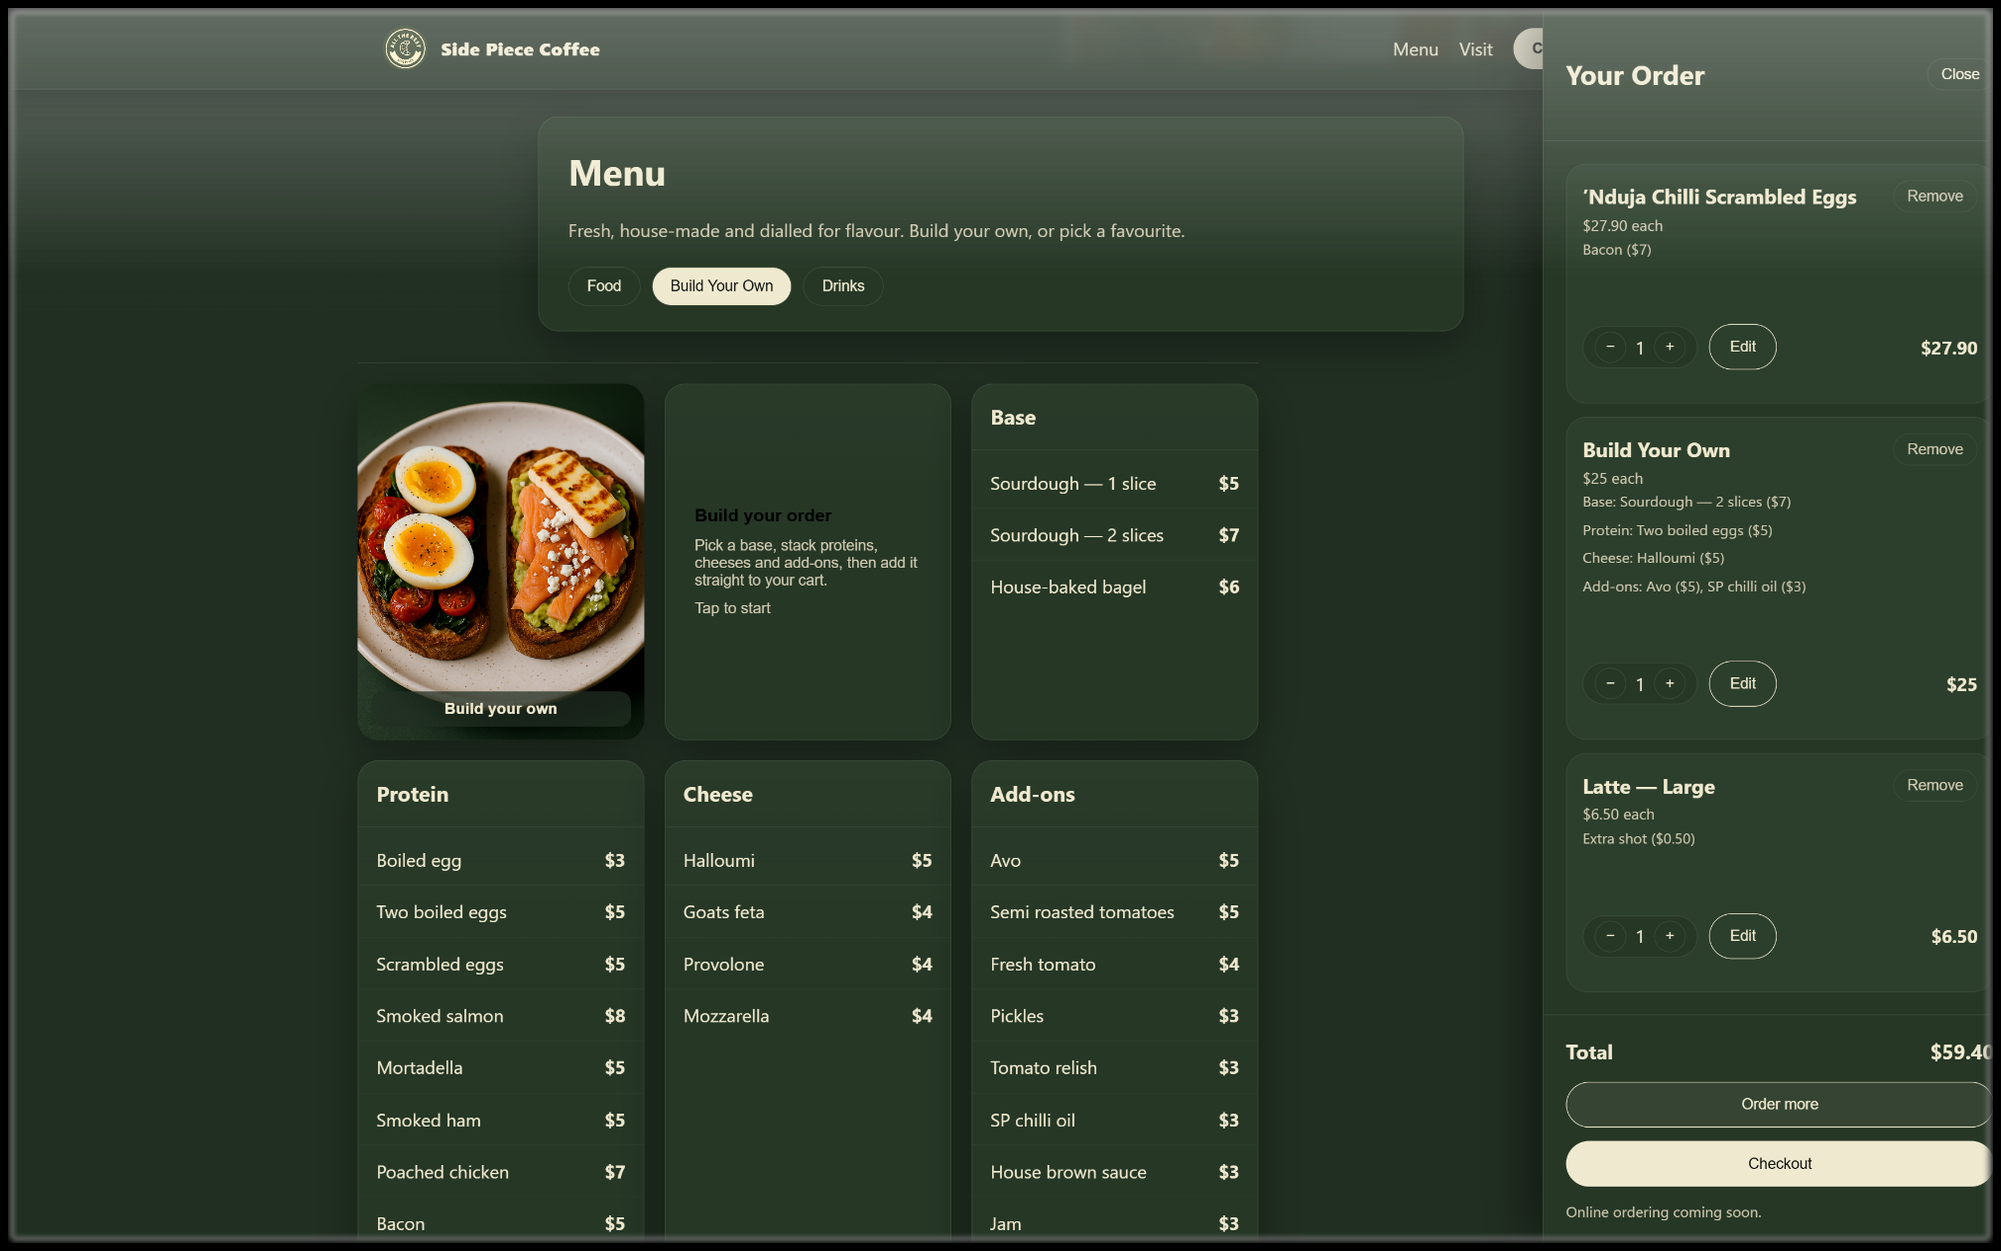 Side Piece Coffee
Menu
Visit
Your Order
Close
Menu
Fresh, house-made and dialled for flavour. Build your own, or pick a favourite.
Food
Build Your Own
Drinks
Build your own
Build your order
Pick a base, stack proteins,
cheeses and add-ons, then add it
straight to your cart.
Tap to start
Base
Sourdough — 1 slice $5
Sourdough — 2 slices $7
House-baked bagel $6
Protein
Boiled egg $3
Two boiled eggs $5
Scrambled eggs $5
Smoked salmon $8
Mortadella $5
Smoked ham $5
Poached chicken $7
Bacon $5
Cheese
Halloumi $5
Goats feta $4
Provolone $4
Mozzarella $4
Add-ons
Avo $5
Semi roasted tomatoes $5
Fresh tomato $4
Pickles $3
Tomato relish $3
SP chilli oil $3
House brown sauce $3
Jam $3
’Nduja Chilli Scrambled Eggs
Remove
$27.90 each
Bacon ($7)
− 1 + Edit $27.90
Build Your Own
Remove
$25 each
Base: Sourdough — 2 slices ($7)
Protein: Two boiled eggs ($5)
Cheese: Halloumi ($5)
Add-ons: Avo ($5), SP chilli oil ($3)
− 1 + Edit $25
Latte — Large
Remove
$6.50 each
Extra shot ($0.50)
− 1 + Edit $6.50
Total $59.40
Order more
Checkout
Online ordering coming soon.